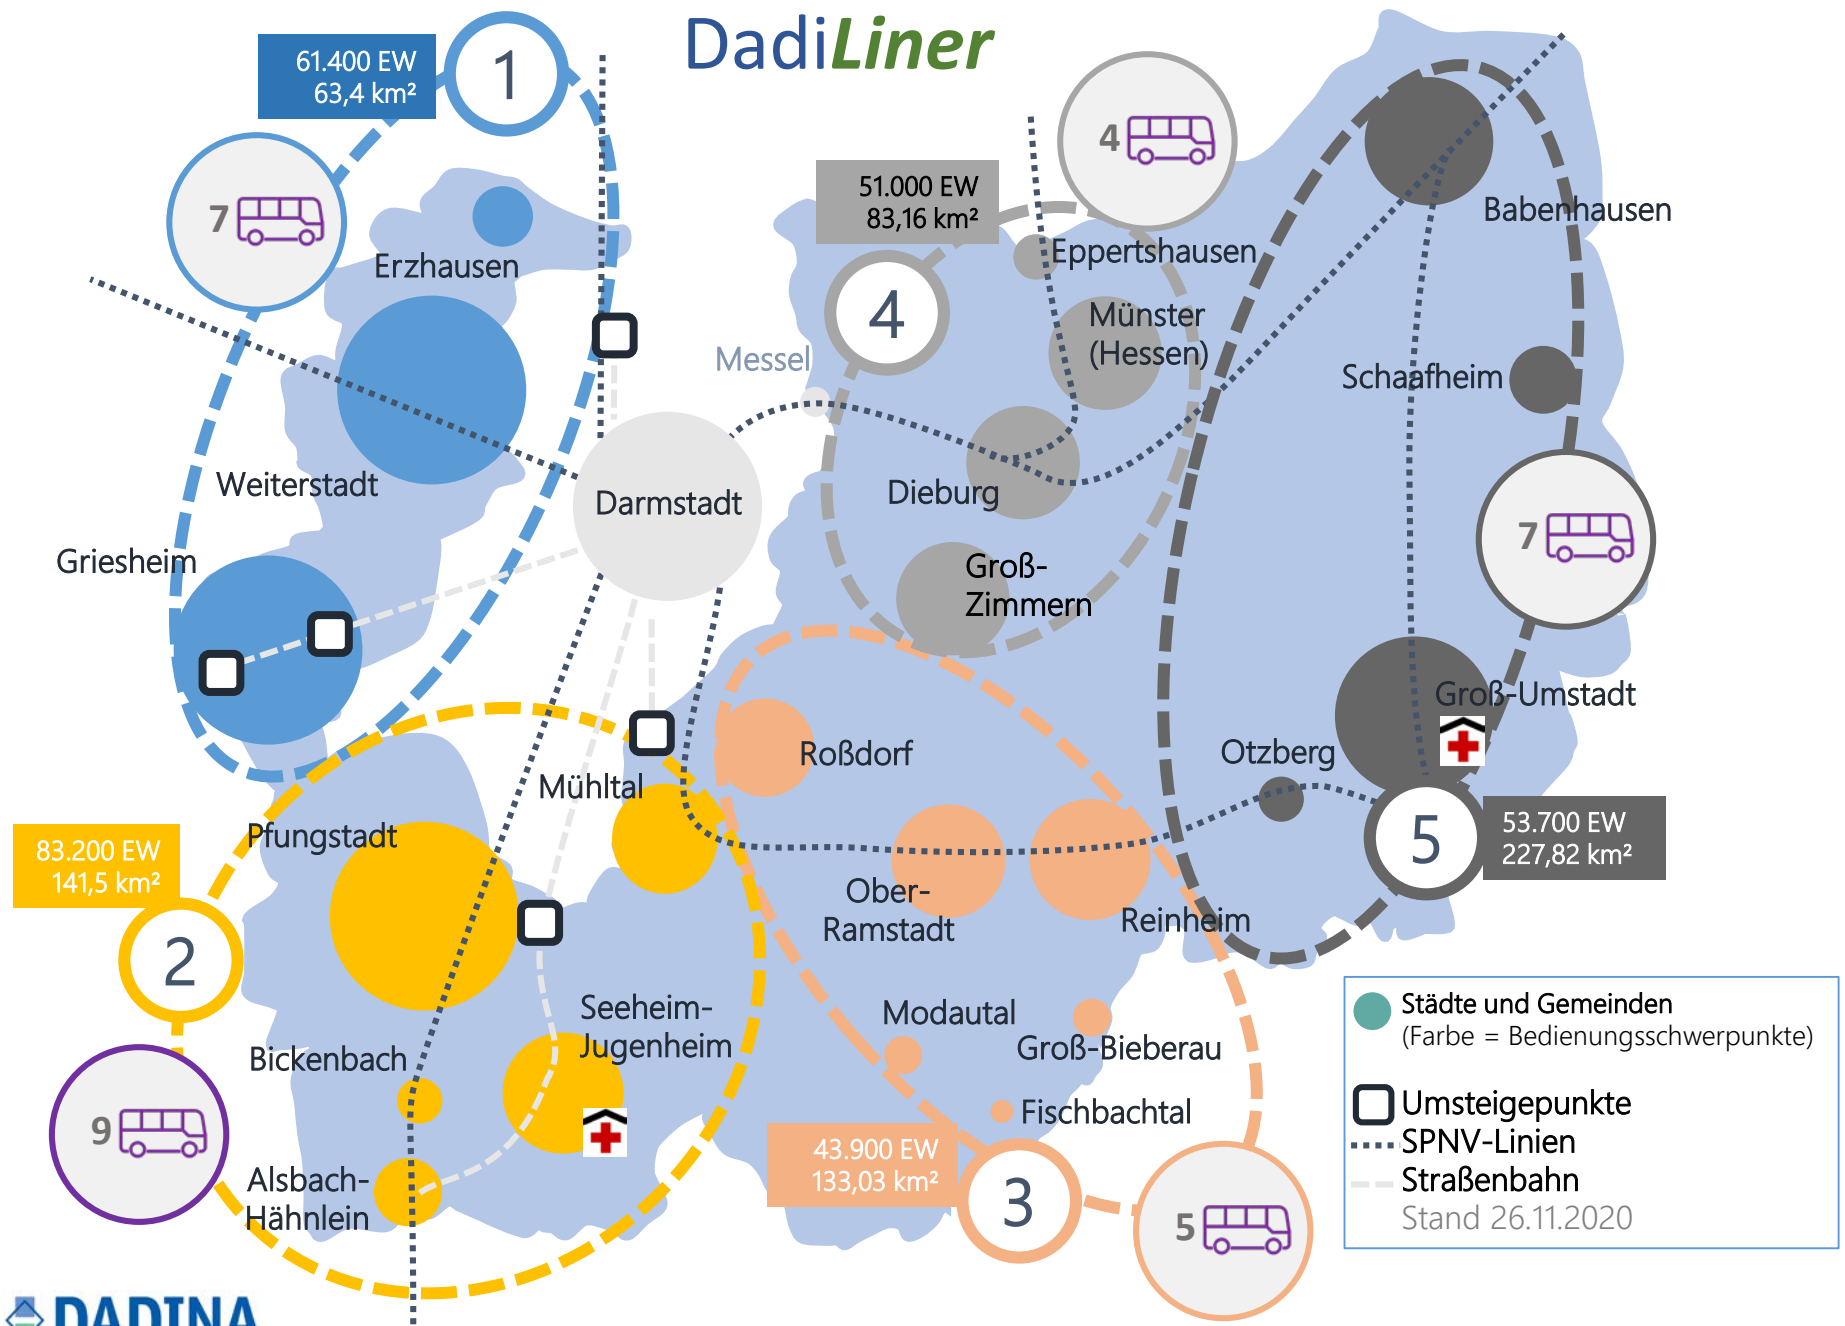 DadiLiner
61.400 EW
63,4 km²
1
7
Erzhausen
Weiterstadt
Griesheim
Darmstadt
Messel
51.000 EW
83,16 km²
4
4
Eppertshausen
Münster
(Hessen)
Dieburg
Groß-
Zimmern
Babenhausen
Schaafheim
7
Groß-Umstadt
Otzberg
5
53.700 EW
227,82 km²
Mühltal
Pfungstadt
83.200 EW
141,5 km²
2
9
Bickenbach
Seeheim-
Jugenheim
Alsbach-
Hähnlein
Roßdorf
Ober-
Ramstadt
Reinheim
Modautal
Groß-Bieberau
Fischbachtal
43.900 EW
133,03 km²
3
5
Städte und Gemeinden
(Farbe = Bedienungsschwerpunkte)
Umsteigepunkte
SPNV-Linien
Straßenbahn
Stand 26.11.2020
DADINA